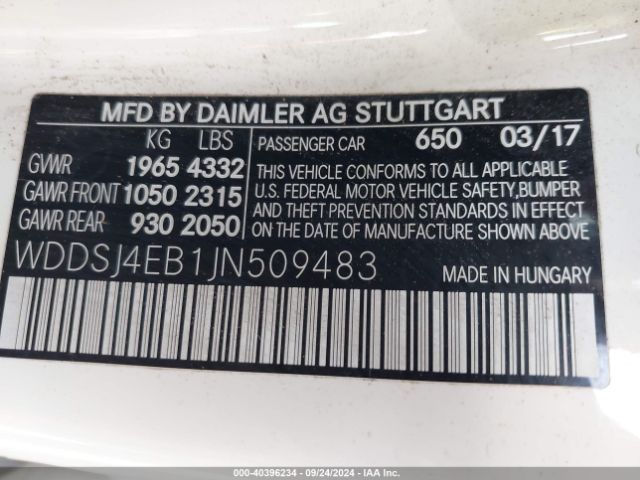 MFD BY DAIMLER AG STUTTGART
KG LBS
PASSENGER CAR 650 03/17
GVWR 1965 4332
GAWR FRONT 1050 2315
GAWR REAR 930 2050
THIS VEHICLE CONFORMS TO ALL APPLICABLE
U.S. FEDERAL MOTOR VEHICLE SAFETY,BUMPER
AND THEFT PREVENTION STANDARDS IN EFFECT
ON THE DATE OF MANUFACTURE SHOWN ABOVE.
WDDSJ4EB1JN509483
MADE IN HUNGARY
000-40396234 - 09/24/2024 - IAA, Inc.